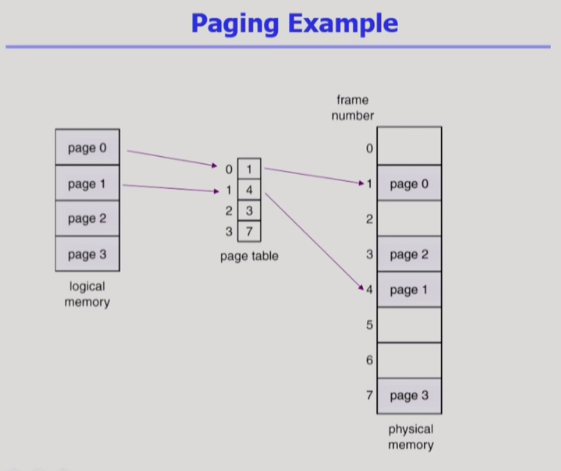 Paging Example
page 0
page 1
page 2
page 3
logical
memory
0 1
1 4
2 3
3 7
page table
frame
number
0
1 page 0
2
3 page 2
4 page 1
5
6
7 page 3
physical
memory